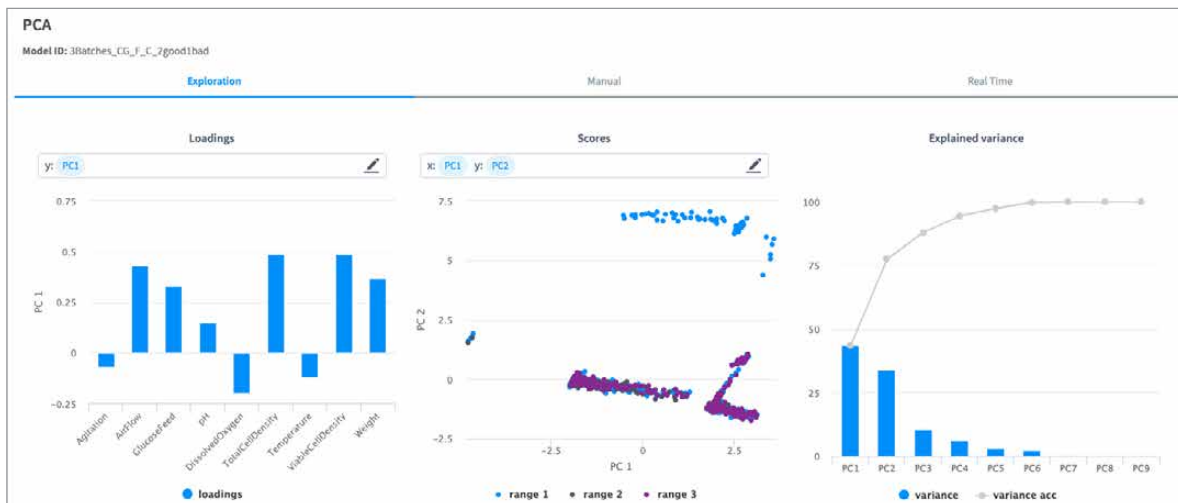 PCA
Model ID: 3Batches_CG_F_C_2good1bad
Exploration Manual Real Time
Loadings Scores Explained variance
y: PC1 x: PC1 y: PC2
0.75 7.5 100
0.5 5 75
0.25 2.5 50
0 0 25
-0.25 -2.5 0
PC 1 PC 2
Agitation AirFlow GlucoseFeed pH DissolvedOxygen TotalCellDensity Temperature ViableCellDensity Weight
-2.5 0 2.5
PC 1
PC1 PC2 PC3 PC4 PC5 PC6 PC7 PC8 PC9
loadings range 1 range 2 range 3 variance variance acc